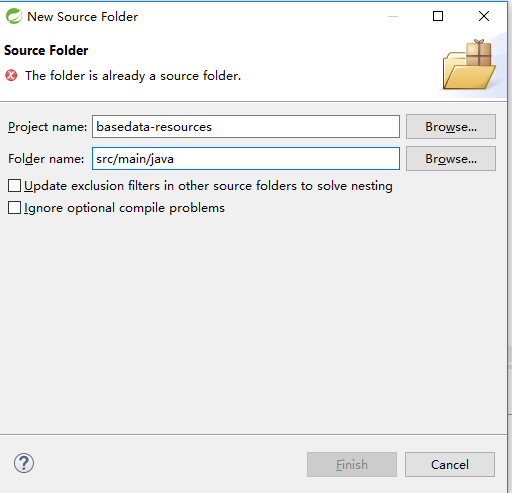 New Source Folder
Source Folder
The folder is already a source folder.
Project name: basedata-resources Browse...
Folder name: src/main/java Browse...
Update exclusion filters in other source folders to solve nesting
Ignore optional compile problems
? Finish Cancel